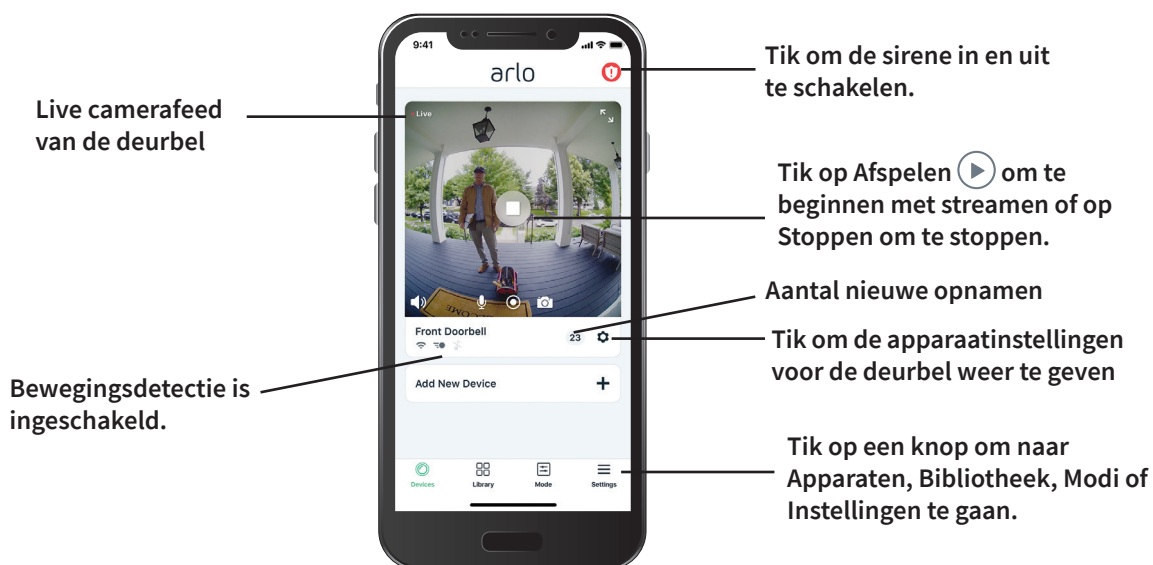 Live camerafeed
van de deurbel
Bewegingsdetectie is
ingeschakeld.
9:41
arlo
Live
WELCOME
Front Doorbell
23
Add New Device
Devices
Library
Mode
Settings
Tik om de sirene in en uit
te schakelen.
Tik op Afspelen om te
beginnen met streamen of op
Stoppen om te stoppen.
Aantal nieuwe opnamen
Tik om de apparaatinstellingen
voor de deurbel weer te geven
Tik op een knop om naar
Apparaten, Bibliotheek, Modi of
Instellingen te gaan.